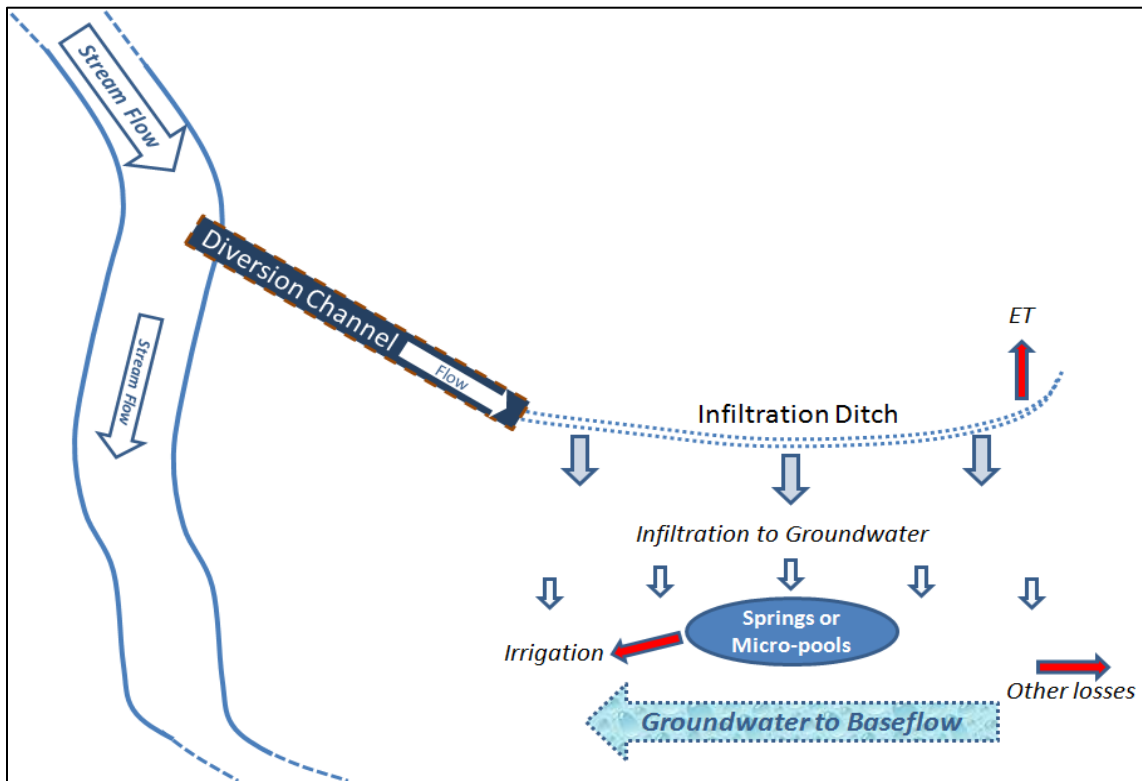 Stream Flow
Diversion Channel
Flow
Stream Flow
ET
Infiltration Ditch
Infiltration to Groundwater
Springs or
Micro-pools
Irrigation
Other losses
Groundwater to Baseflow